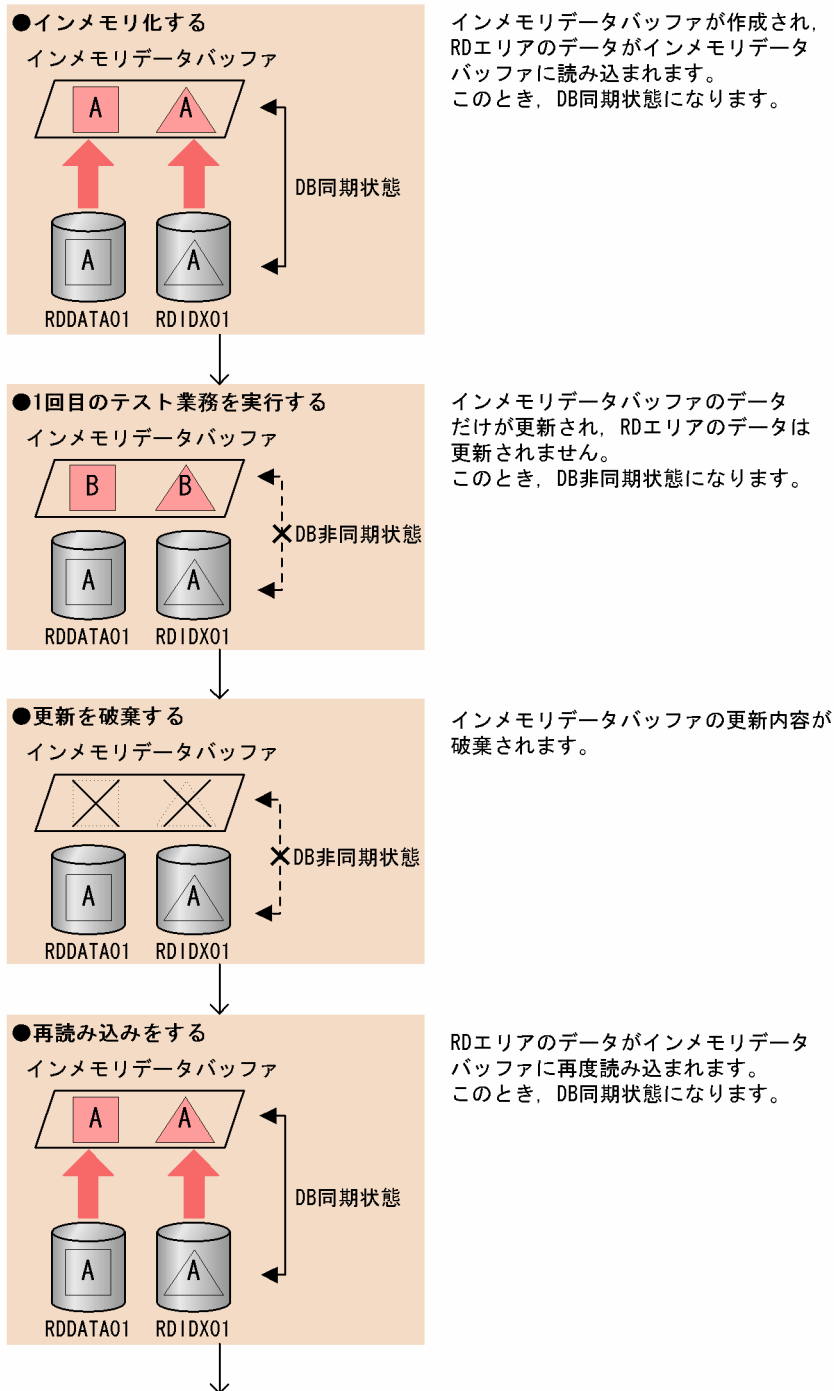 ●インメモリ化する
インメモリデータバッファ
A
A
DB同期状態
A
A
RDDATA01
RDIDX01
インメモリデータバッファが作成され，
RDエリアのデータがインメモリデータ
バッファに読み込まれます。
このとき，DB同期状態になります。
●1回目のテスト業務を実行する
インメモリデータバッファ
B
B
DB非同期状態
A
A
RDDATA01
RDIDX01
インメモリデータバッファのデータ
だけが更新され，RDエリアのデータは
更新されません。
このとき，DB非同期状態になります。
●更新を破棄する
インメモリデータバッファ
DB非同期状態
A
A
RDDATA01
RDIDX01
インメモリデータバッファの更新内容が
破棄されます。
●再読み込みをする
インメモリデータバッファ
A
A
DB同期状態
A
A
RDDATA01
RDIDX01
RDエリアのデータがインメモリデータ
バッファに再度読み込まれます。
このとき，DB同期状態になります。